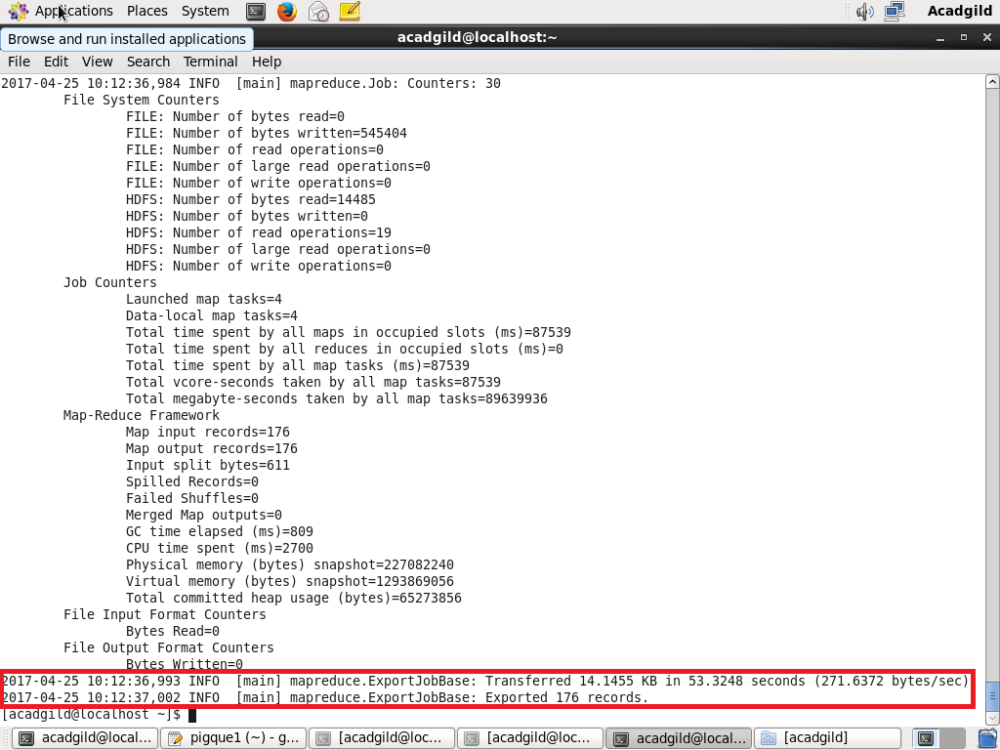 Applications Places System Acadgild
Browse and run installed applications
acadgild@localhost:~
File Edit View Search Terminal Help
2017-04-25 10:12:36,984 INFO  [main] mapreduce.Job: Counters: 30
File System Counters
FILE: Number of bytes read=0
FILE: Number of bytes written=545404
FILE: Number of read operations=0
FILE: Number of large read operations=0
FILE: Number of write operations=0
HDFS: Number of bytes read=14485
HDFS: Number of bytes written=0
HDFS: Number of read operations=19
HDFS: Number of large read operations=0
HDFS: Number of write operations=0
Job Counters
Launched map tasks=4
Data-local map tasks=4
Total time spent by all maps in occupied slots (ms)=87539
Total time spent by all reduces in occupied slots (ms)=0
Total time spent by all map tasks (ms)=87539
Total vcore-seconds taken by all map tasks=87539
Total megabyte-seconds taken by all map tasks=89639936
Map-Reduce Framework
Map input records=176
Map output records=176
Input split bytes=611
Spilled Records=0
Failed Shuffles=0
Merged Map outputs=0
GC time elapsed (ms)=809
CPU time spent (ms)=2700
Physical memory (bytes) snapshot=227082240
Virtual memory (bytes) snapshot=1293869056
Total committed heap usage (bytes)=65273856
File Input Format Counters
Bytes Read=0
File Output Format Counters
Bytes Written=0
2017-04-25 10:12:36,993 INFO  [main] mapreduce.ExportJobBase: Transferred 14.1455 KB in 53.3248 seconds (271.6372 bytes/sec)
2017-04-25 10:12:37,002 INFO  [main] mapreduce.ExportJobBase: Exported 176 records.
[acadgild@localhost ~]$
acadgild@local... pigque1 (~) - g... [acadgild@loc... [acadgild@loc... acadgild@local... [acadgild]